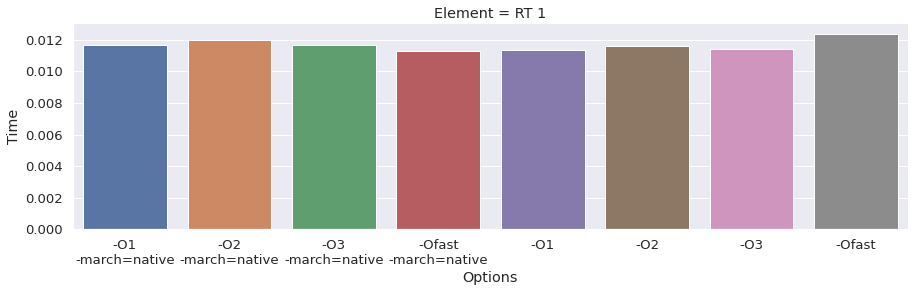 Element = RT 1
Time
0.012
0.010
0.008
0.006
0.004
0.002
0.000
-O1
-march=native
-O2
-march=native
-O3
-march=native
-Ofast
-march=native
-O1
-O2
-O3
-Ofast
Options